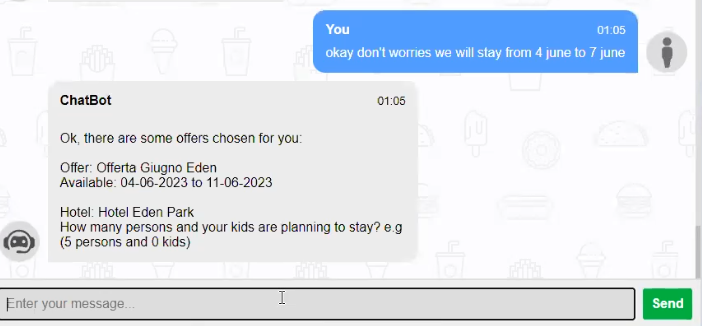 You 01:05
okay don't worries we will stay from 4 june to 7 june
ChatBot 01:05
Ok, there are some offers chosen for you:
Offer: Offerta Giugno Eden
Available: 04-06-2023 to 11-06-2023
Hotel: Hotel Eden Park
How many persons and your kids are planning to stay? e.g
(5 persons and 0 kids)
Enter your message...
Send